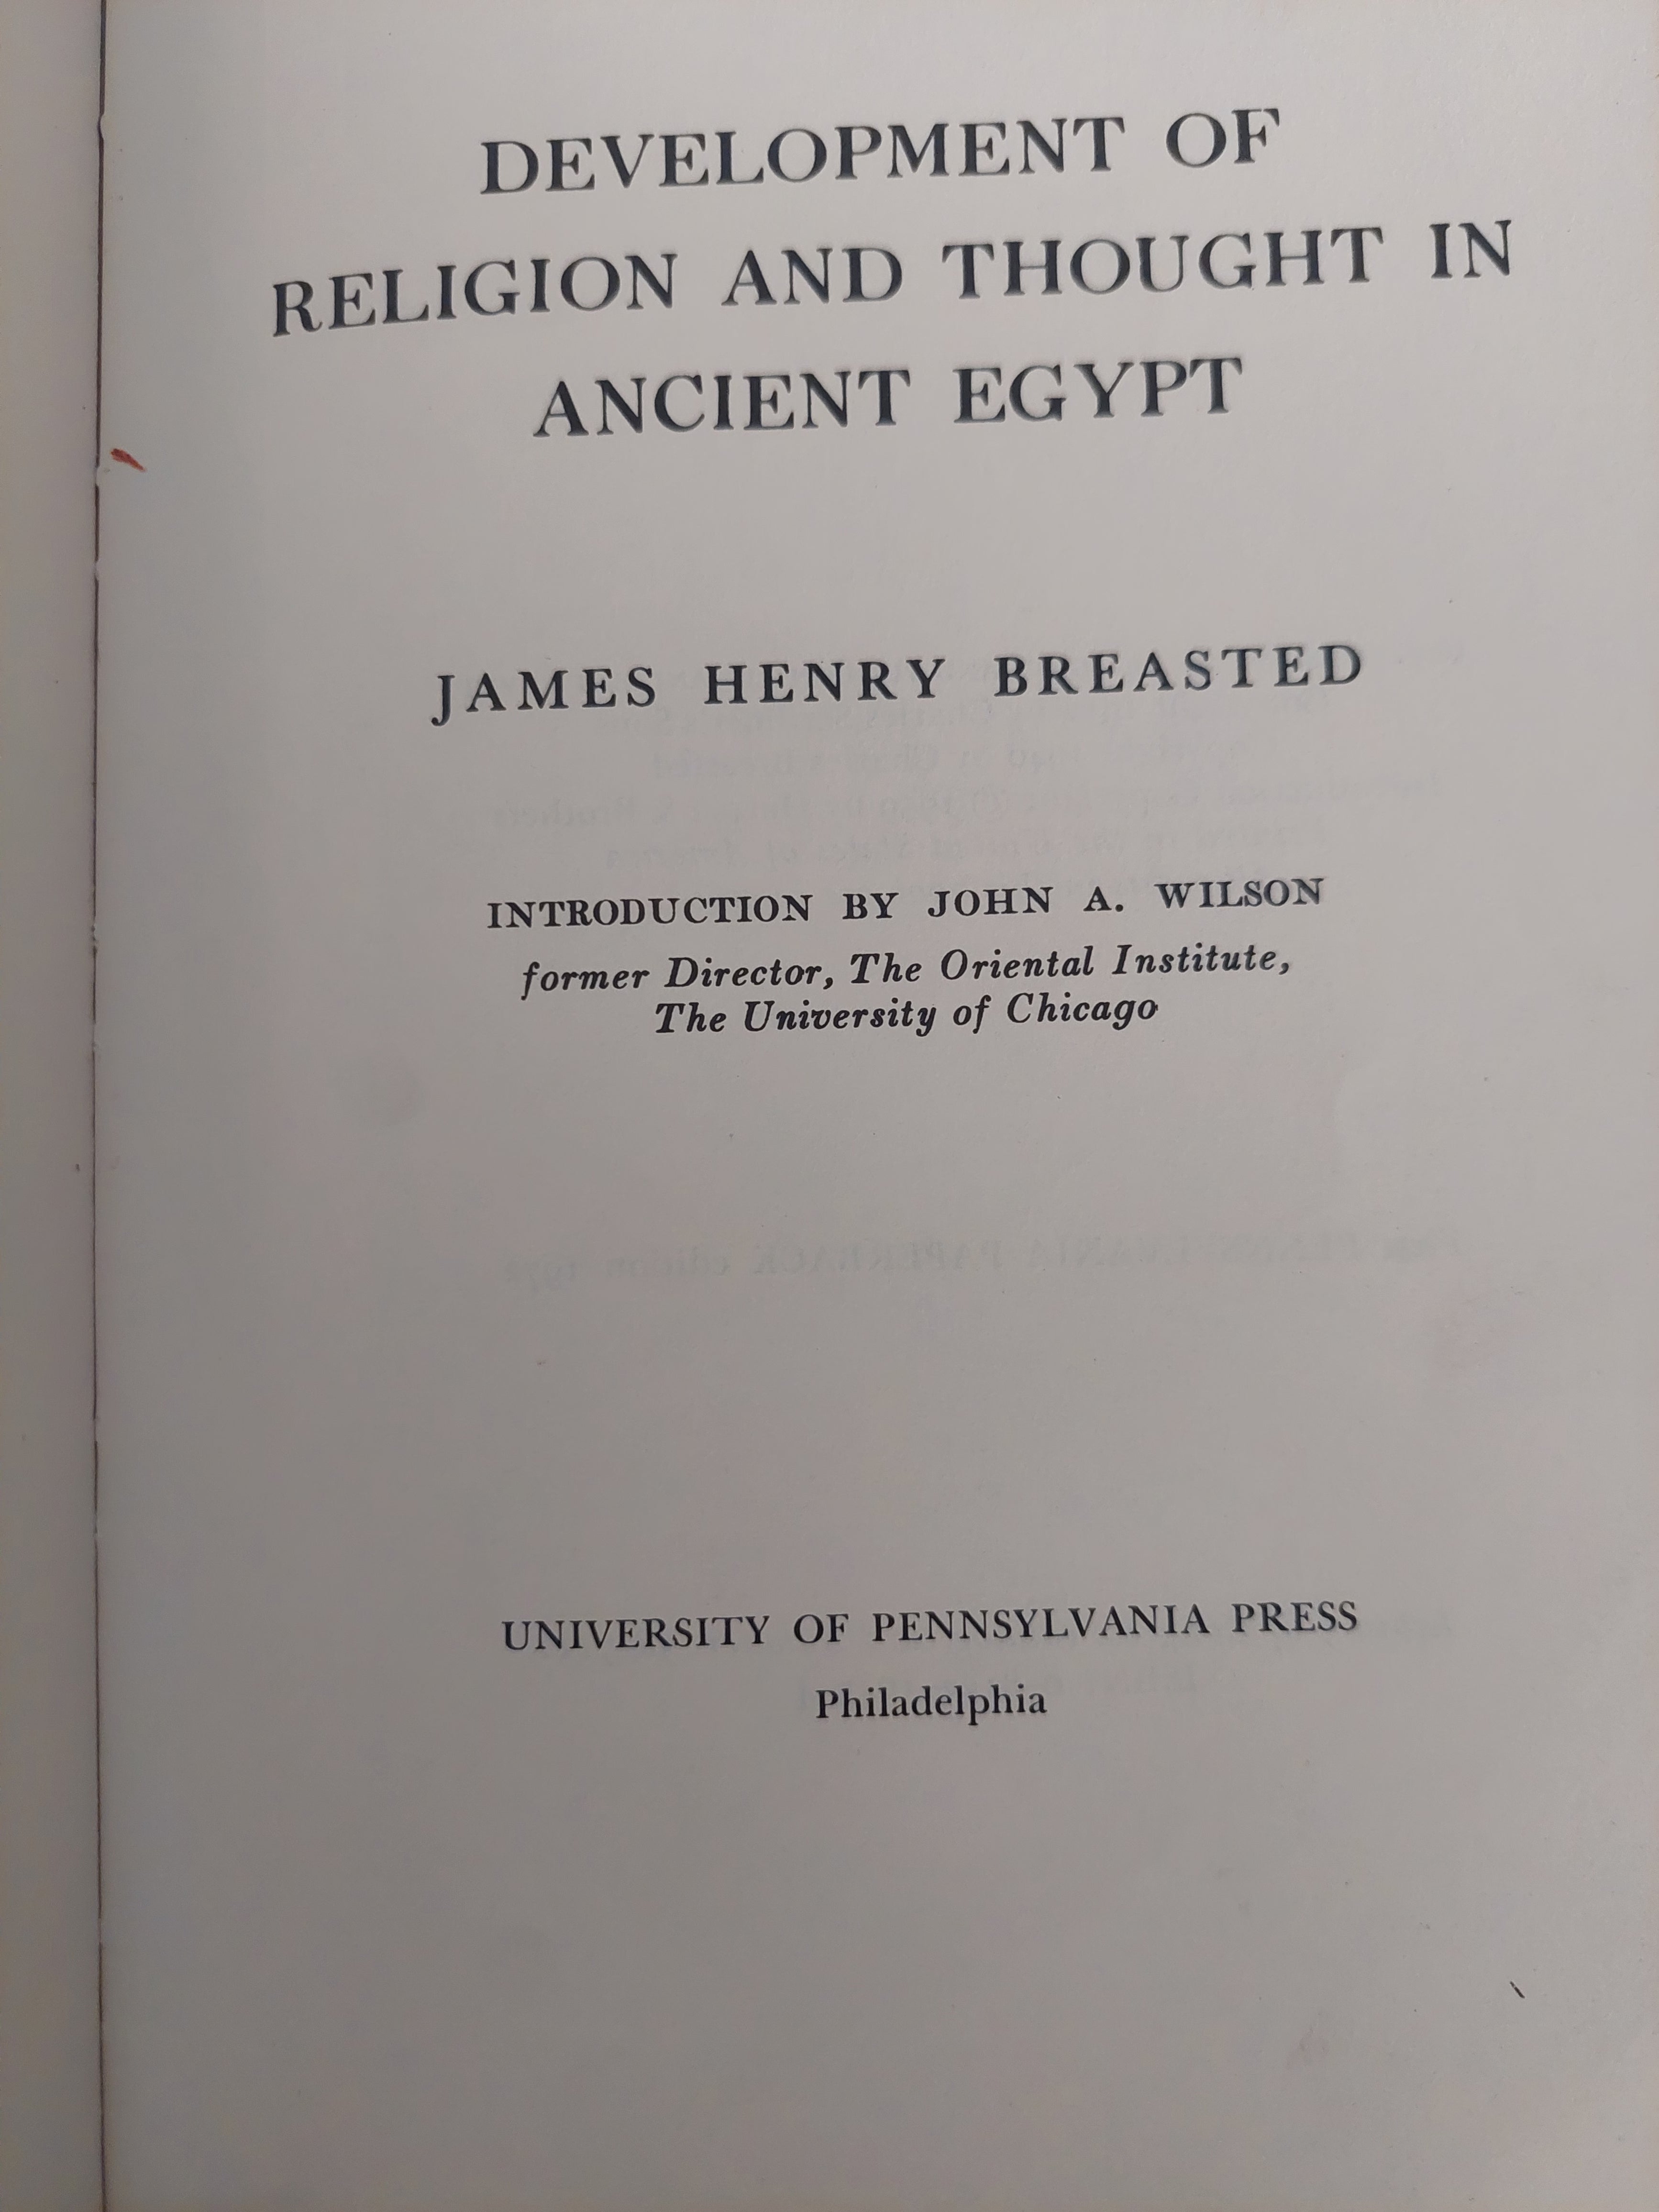 DEVELOPMENT OF
RELIGION AND THOUGHT IN
ANCIENT EGYPT
JAMES HENRY BREASTED
INTRODUCTION BY JOHN A. WILSON
former Director, The Oriental Institute,
The University of Chicago
UNIVERSITY OF PENNSYLVANIA PRESS
Philadelphia